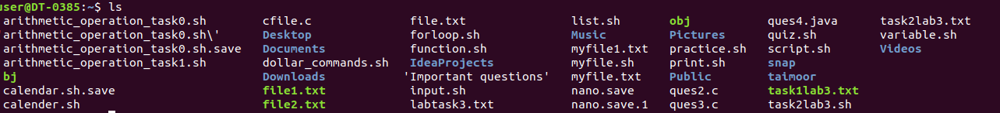 user@DT-0385:~$ ls
arithmetic_operation_task0.sh cfile.c file.txt list.sh obj ques4.java task2lab3.txt
'arithmetic_operation_task0.sh\' Desktop forloop.sh Music Pictures quiz.sh variable.sh
arithmetic_operation_task0.sh.save Documents function.sh myfile1.txt practice.sh script.sh Videos
arithmetic_operation_task1.sh dollar_commands.sh IdeaProjects myfile.sh print.sh snap
bj Downloads 'Important questions' myfile.txt Public taimoor
calendar.sh.save file1.txt input.sh nano.save ques2.c task1lab3.txt
calender.sh file2.txt labtask3.txt nano.save.1 ques3.c task2lab3.sh